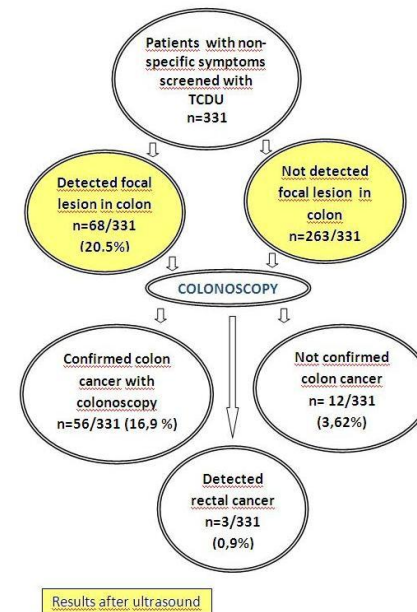 Patients with non-
specific symptoms
screened with
TCDU
n=331
Detected focal
lesion in colon
n=68/331
(20.5%)
Not detected
focal lesion in
colon
n=263/331
COLONOSCOPY
Confirmed colon
cancer with
colonoscopy
n=56/331 (16,9 %)
Not confirmed
colon cancer
n= 12/331
(3,62%)
Detected
rectal cancer
n=3/331
(0,9%)
Results after ultrasound